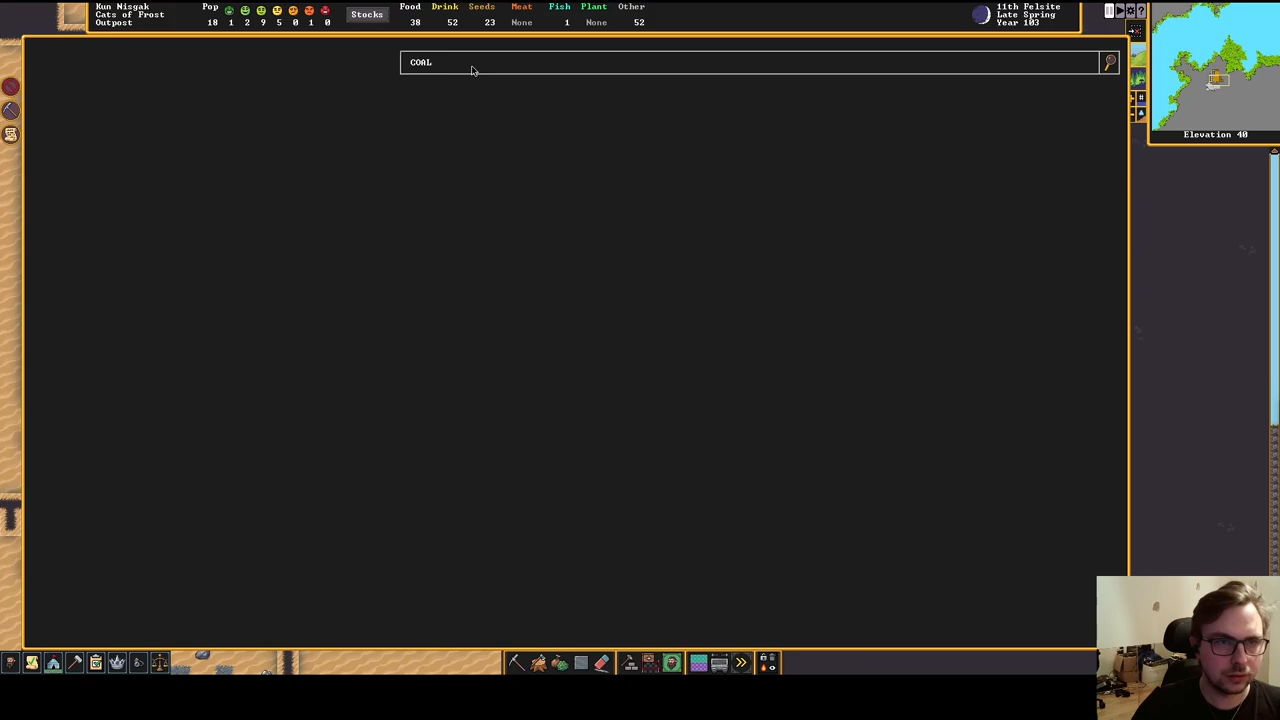 Kun Nisgak
Cats of Frost
Outpost
Pop
18 1 2 9 5 0 1 0
Stocks
Food Drink Seeds Meat Fish Plant Other
38 52 23 None 1 None 52
11th Felsite
Late Spring
Year 103
COAL
Elevation 40